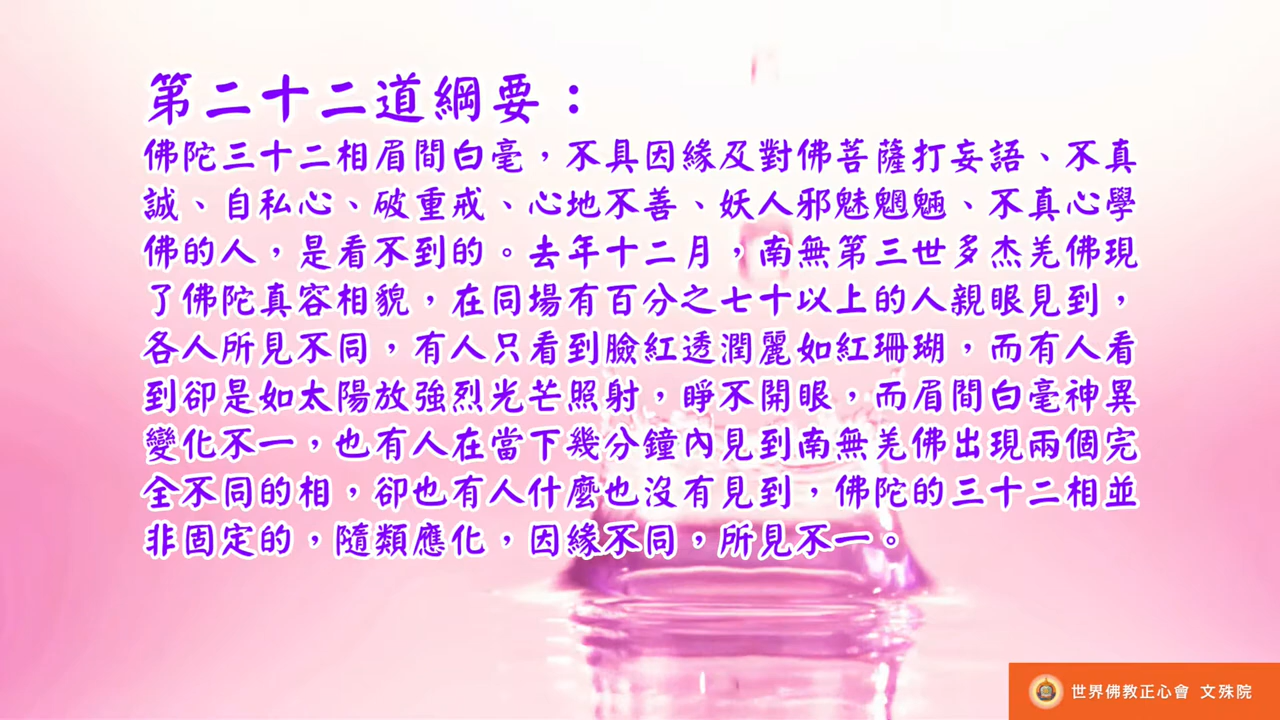 第二十二道綱要：
佛陀三十二相眉間白毫，不具因緣及對佛菩薩打妄語、不真
誠、自私心、破重戒、心地不善、妖人邪魅魍魎、不真心學
佛的人，是看不到的。去年十二月，南無第三世多杰羌佛現
了佛陀真容相貌，在同場有百分之七十以上的人親眼見到，
各人所見不同，有人只看到臉紅透潤麗如紅珊瑚，而有人看
到卻是如太陽放強烈光芒照射，睜不開眼，而眉間白毫神異
變化不一，也有人在當下幾分鐘內見到南無羌佛出現兩個完
全不同的相，卻也有人什麼也沒有見到，佛陀的三十二相並
非固定的，隨類應化，因緣不同，所見不一。
世界佛教正心會 文殊院